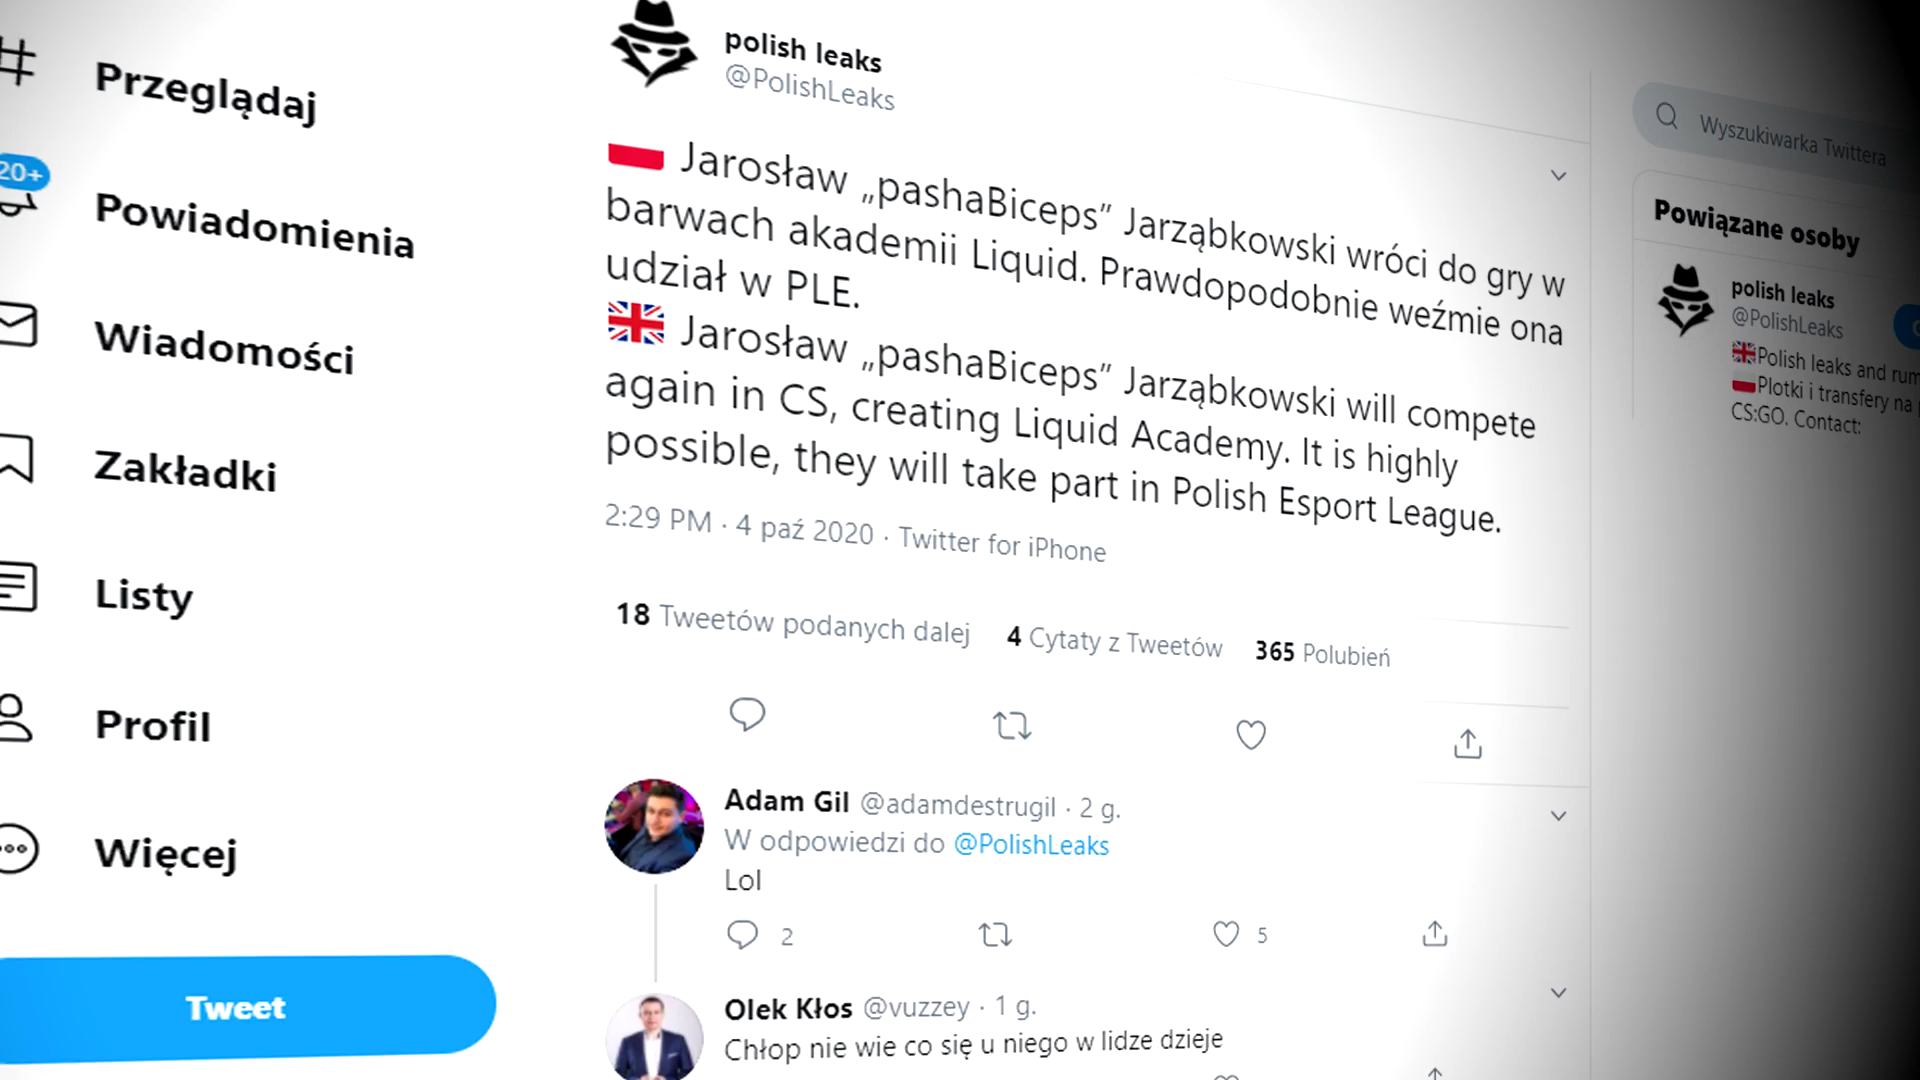 Przeglądaj
20+
Powiadomienia
Wiadomości
Zakładki
Listy
Profil
Więcej
Tweet
polish leaks
@PolishLeaks
Jarosław „pashaBiceps” Jarząbkowski wróci do gry w
barwach akademii Liquid. Prawdopodobnie weźmie ona
udział w PLE.
Jarosław „pashaBiceps” Jarząbkowski will compete
again in CS, creating Liquid Academy. It is highly
possible, they will take part in Polish Esport League.
2:29 PM · 4 paź 2020 · Twitter for iPhone
18 Tweetów podanych dalej 4 Cytaty z Tweetów 365 Polubień
Adam Gil @adamdestrugil · 2 g.
W odpowiedzi do @PolishLeaks
Lol
2 5
Olek Kłos @vuzzey · 1 g.
Chłop nie wie co się u niego w lidze dzieje
Wyszukiwarka Twittera
Powiązane osoby
polish leaks
@PolishLeaks
Polish leaks and rum
Plotki i transfery na
CS:GO. Contact: